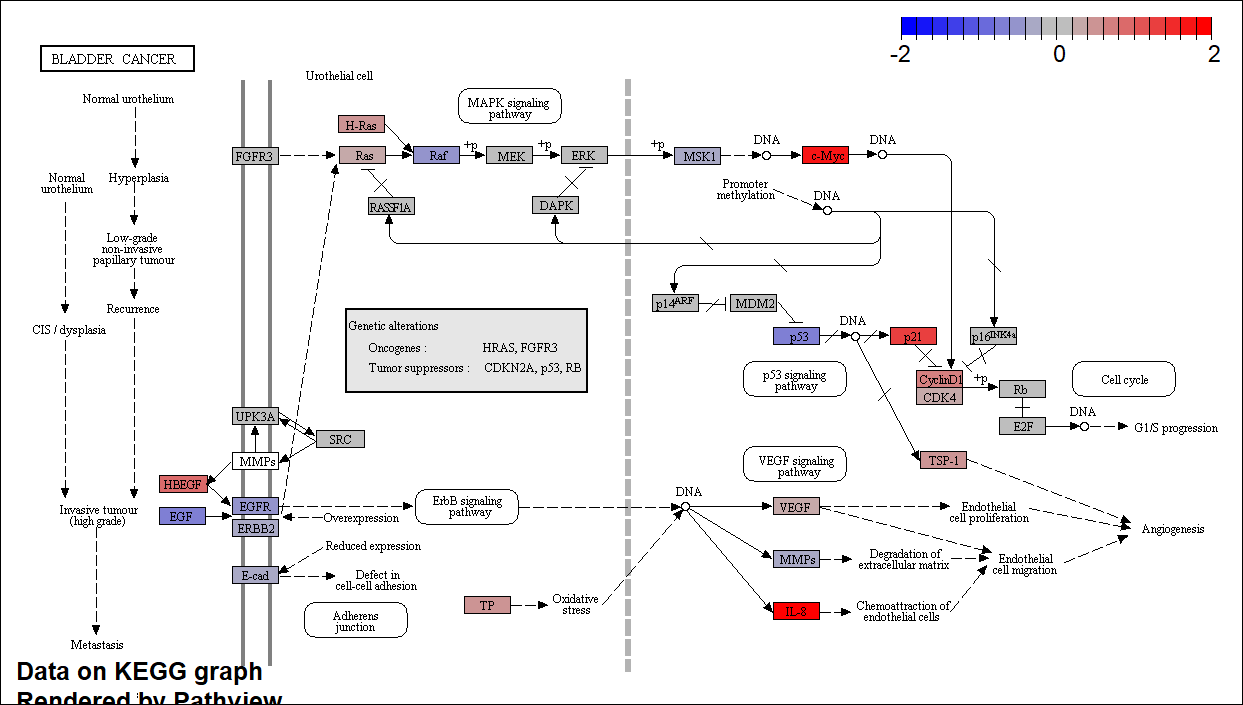 -2
0
2
BLADDER CANCER
Normal urothelium
Hyperplasia
Normal
urothelium
Low-grade
non-invasive
papillary tumour
Recurrence
CIS / dysplasia
Invasive tumour
(high grade)
Metastasis
Urothelial cell
MAPK signaling
pathway
H-Ras
FGFR3
Ras
Raf
+p
MEK
+p
ERK
+p
MSK1
DNA
c-Myc
DNA
RASSF1A
DAPK
Promoter
methylation
DNA
p14ARF
MDM2
p53
DNA
p21
p16INK4a
Genetic alterations
Oncogenes :
HRAS, FGFR3
Tumor suppressors :
CDKN2A, p53, RB
p53 signaling
pathway
CyclinD1
CDK4
+p
Rb
Cell cycle
E2F
DNA
G1/S progression
UPK3A
SRC
MMPs
HBEGF
EGF
EGFR
ERBB2
Overexpression
ErbB signaling
pathway
VEGF signaling
pathway
TSP-1
DNA
VEGF
Endothelial
cell proliferation
Angiogenesis
Reduced expression
E-cad
Defect in
cell-cell adhesion
MMPs
Degradation of
extracellular matrix
Endothelial
cell migration
TP
Oxidative
stress
IL-8
Chemoattraction of
endothelial cells
Adherens
junction
Data on KEGG graph
Rendered by Pathview